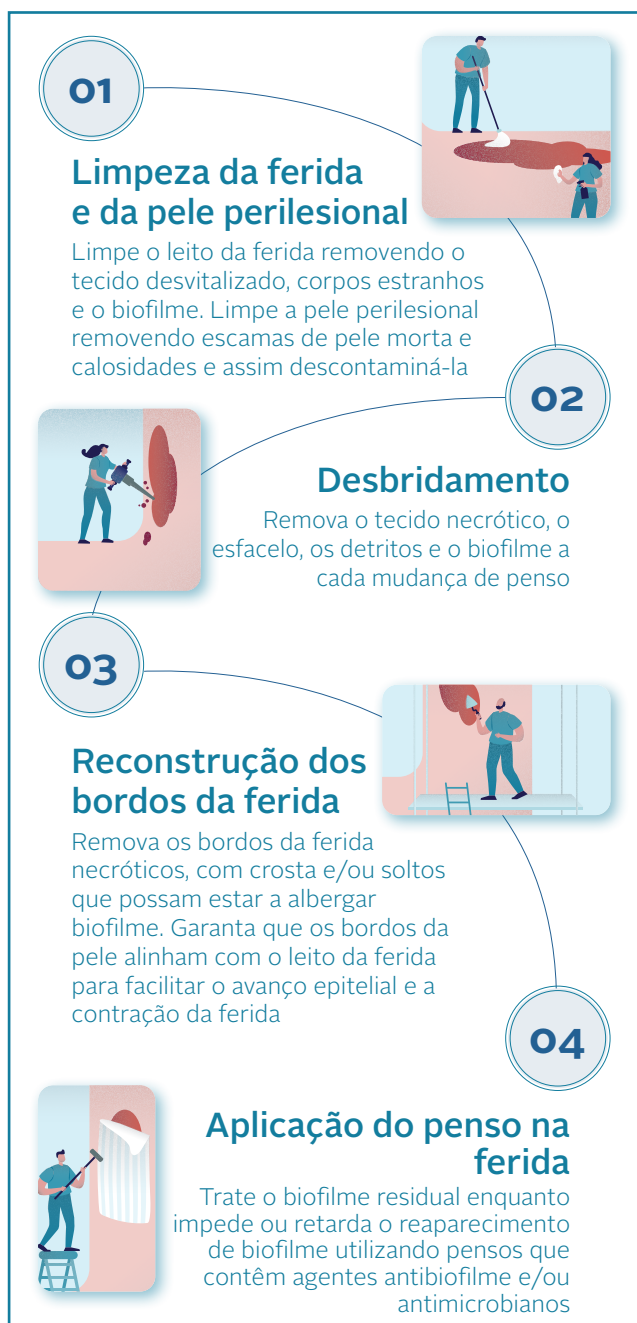 01
Limpeza da ferida
e da pele perilesional
Limpe o leito da ferida removendo o
tecido desvitalizado, corpos estranhos
e o biofilme. Limpe a pele perilesional
removendo escamas de pele morta e
calosidades e assim descontaminá-la
02
Desbridamento
Remova o tecido necrótico, o
esfacelo, os detritos e o biofilme a
cada mudança de penso
03
Reconstrução dos
bordos da ferida
Remova os bordos da ferida
necróticos, com crosta e/ou soltos
que possam estar a albergar
biofilme. Garanta que os bordos da
pele alinham com o leito da ferida
para facilitar o avanço epitelial e a
contração da ferida
04
Aplicação do penso na
ferida
Trate o biofilme residual enquanto
impede ou retarda o reaparecimento
de biofilme utilizando pensos que
contêm agentes antibiofilme e/ou
antimicrobianos